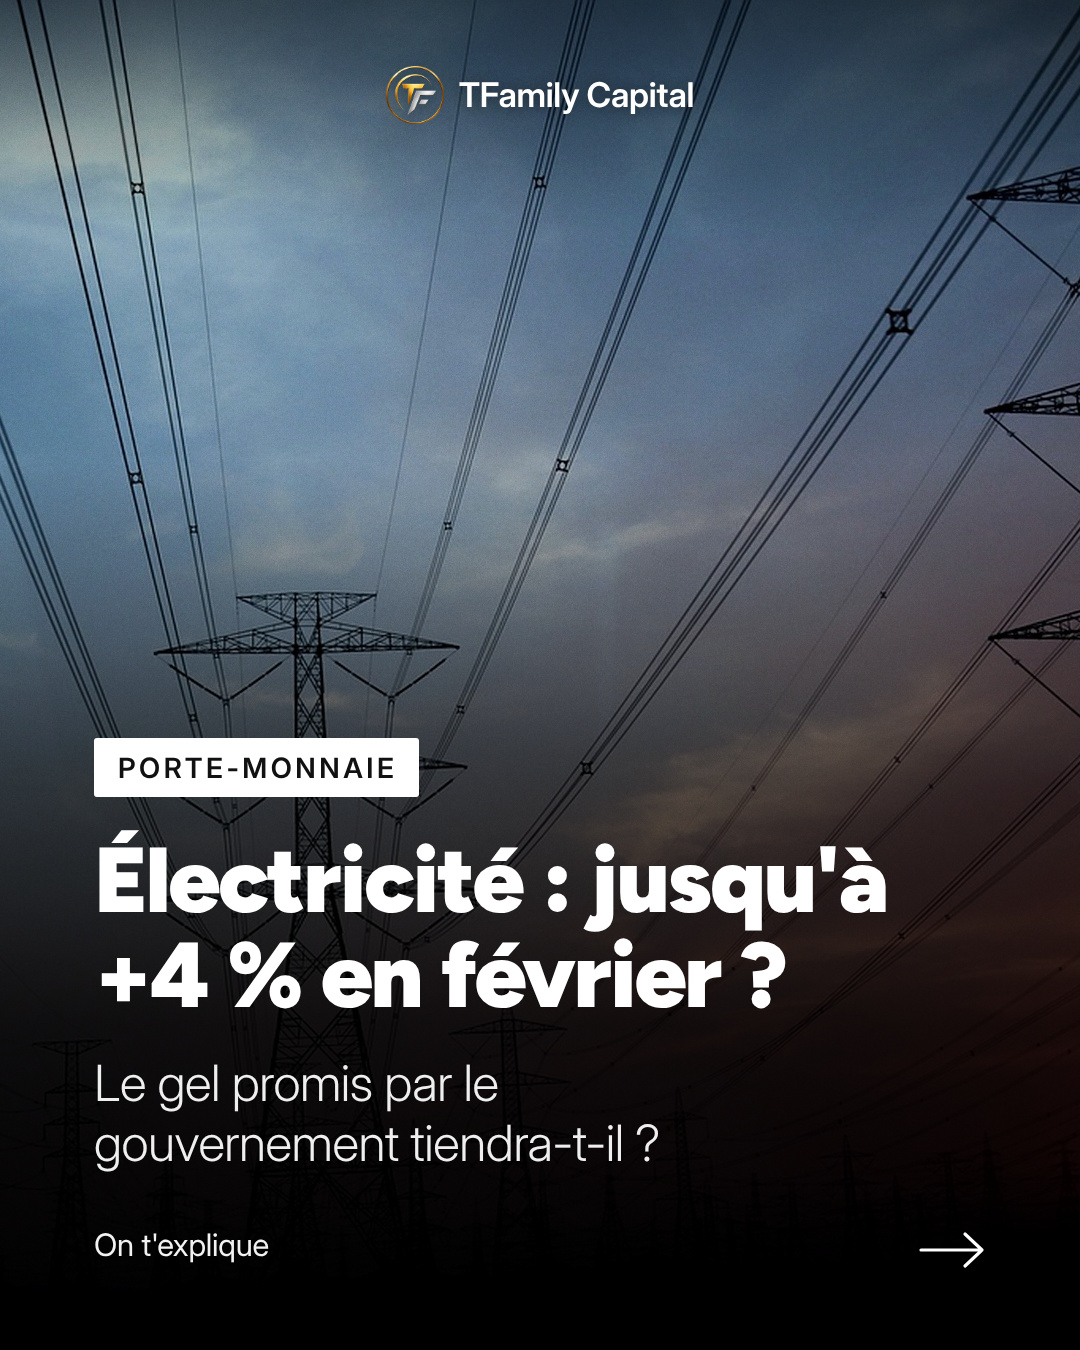 TFamily Capital
PORTE-MONNAIE
Électricité : jusqu'à
+4 % en février ?
Le gel promis par le
gouvernement tiendra-t-il ?
On t'explique